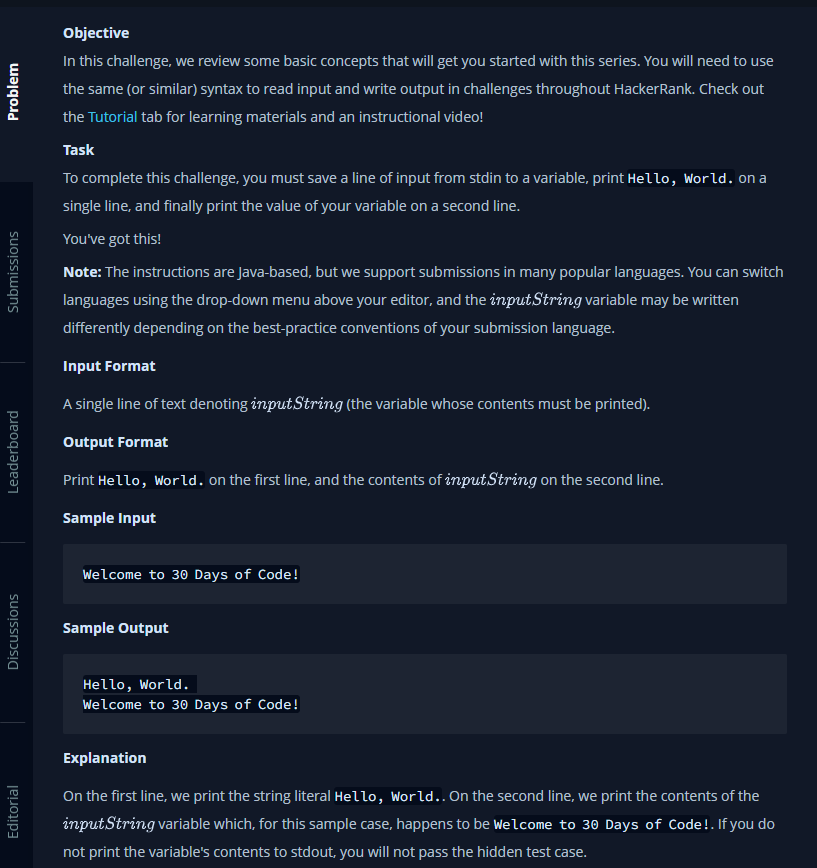 Problem
Submissions
Leaderboard
Discussions
Editorial
Objective
In this challenge, we review some basic concepts that will get you started with this series. You will need to use
the same (or similar) syntax to read input and write output in challenges throughout HackerRank. Check out
the Tutorial tab for learning materials and an instructional video!
Task
To complete this challenge, you must save a line of input from stdin to a variable, print Hello, World. on a
single line, and finally print the value of your variable on a second line.
You've got this!
Note: The instructions are Java-based, but we support submissions in many popular languages. You can switch
languages using the drop-down menu above your editor, and the inputString variable may be written
differently depending on the best-practice conventions of your submission language.
Input Format
A single line of text denoting inputString (the variable whose contents must be printed).
Output Format
Print Hello, World. on the first line, and the contents of inputString on the second line.
Sample Input
Welcome to 30 Days of Code!
Sample Output
Hello, World.
Welcome to 30 Days of Code!
Explanation
On the first line, we print the string literal Hello, World.. On the second line, we print the contents of the
inputString variable which, for this sample case, happens to be Welcome to 30 Days of Code!. If you do
not print the variable's contents to stdout, you will not pass the hidden test case.